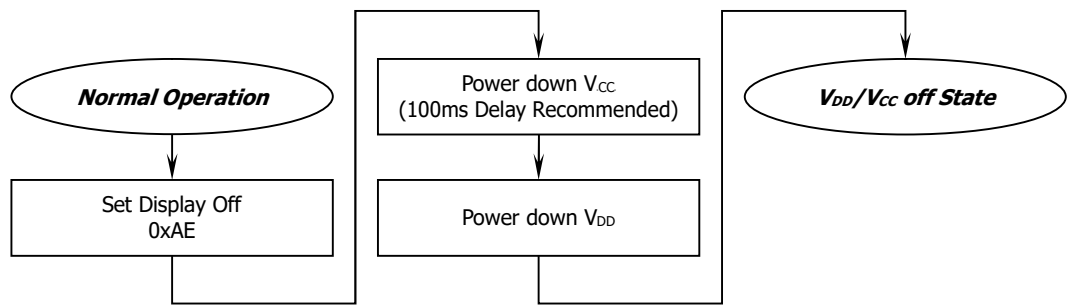 Normal Operation
Set Display Off
0xAE
Power down VCC
(100ms Delay Recommended)
Power down VDD
VDD/VCC off State